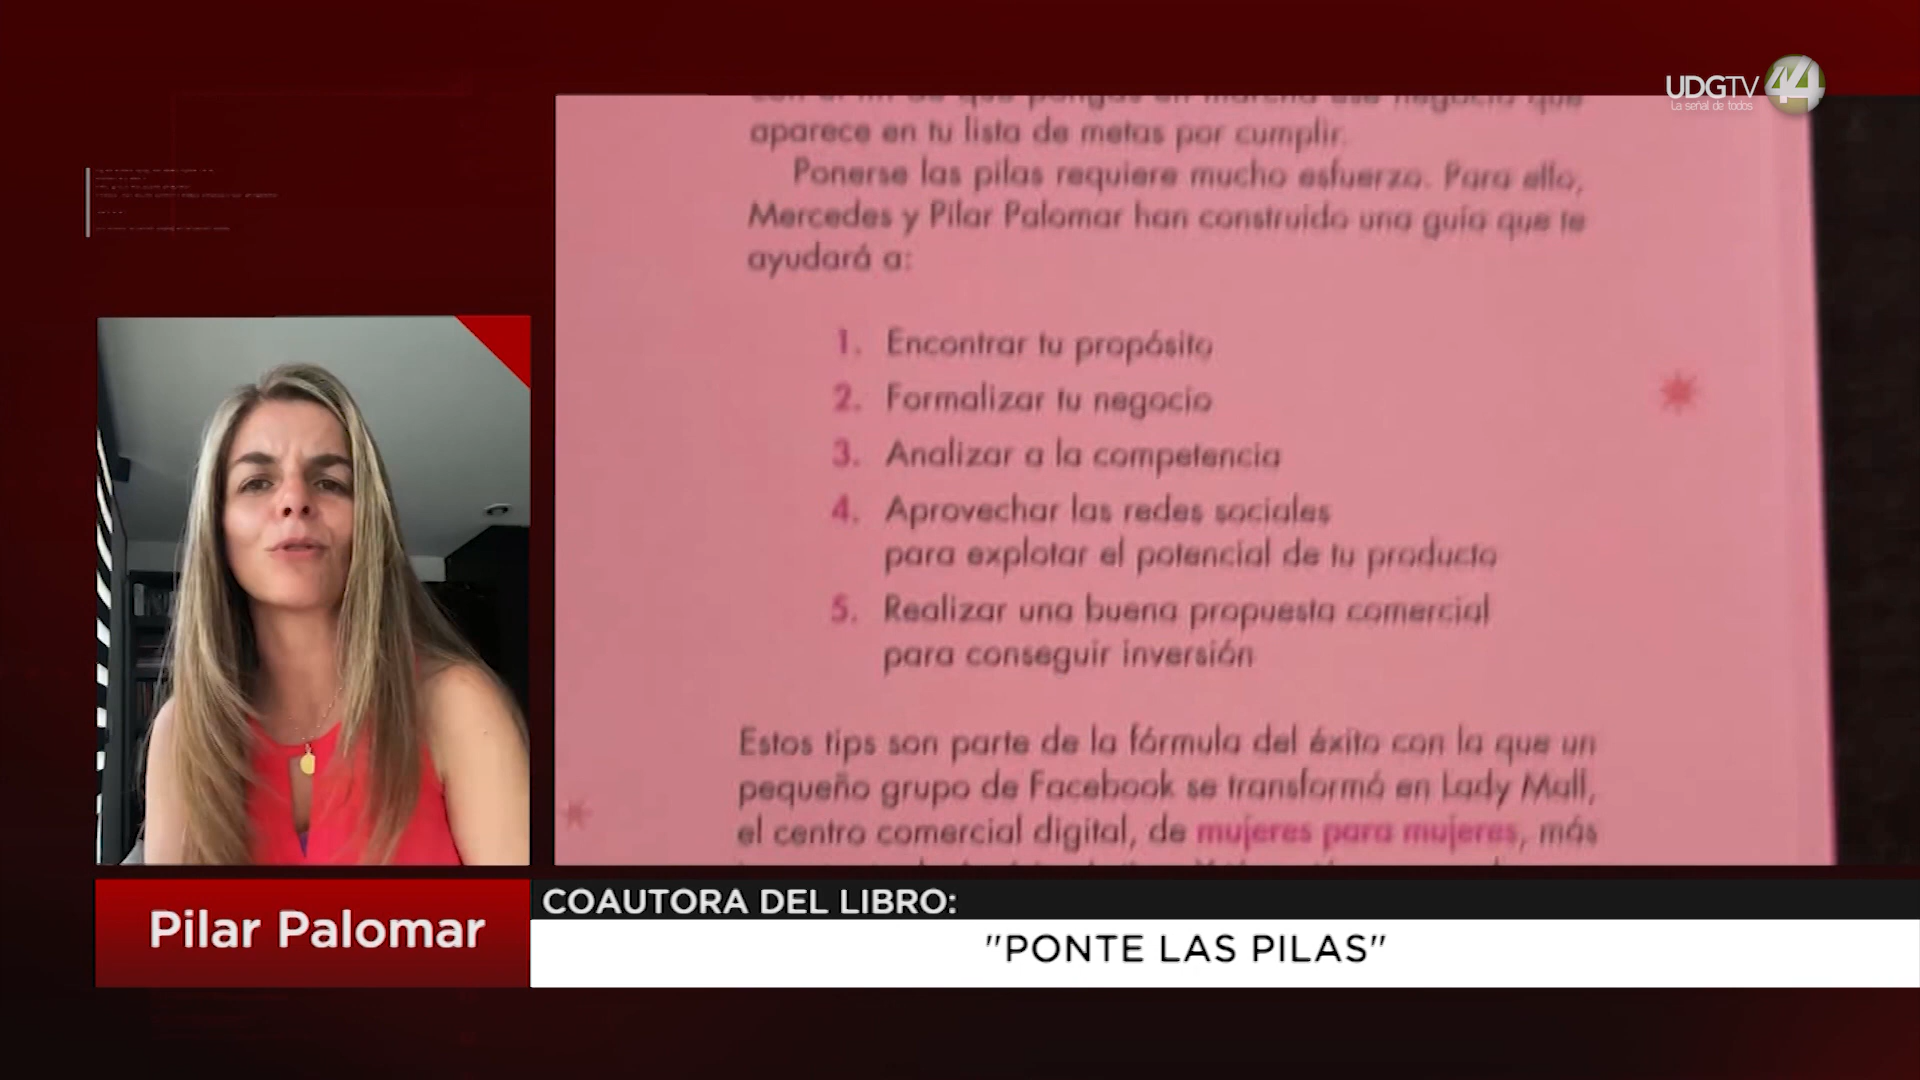 UDGTV 44
La señal de todos
aparece en tu lista de metas por cumplir.
Ponerse las pilas requiere mucho esfuerzo. Para ello,
Mercedes y Pilar Palomar han construido una guía que te
ayudará a:
1. Encontrar tu propósito
2. Formalizar tu negocio
3. Analizar a la competencia
4. Aprovechar las redes sociales
para explotar el potencial de tu producto
5. Realizar una buena propuesta comercial
para conseguir inversión
Estos tips son parte de la fórmula del éxito con la que un
pequeño grupo de Facebook se transformó en Lady Mall,
el centro comercial digital, de mujeres para mujeres, más
Pilar Palomar
COAUTORA DEL LIBRO:
"PONTE LAS PILAS"